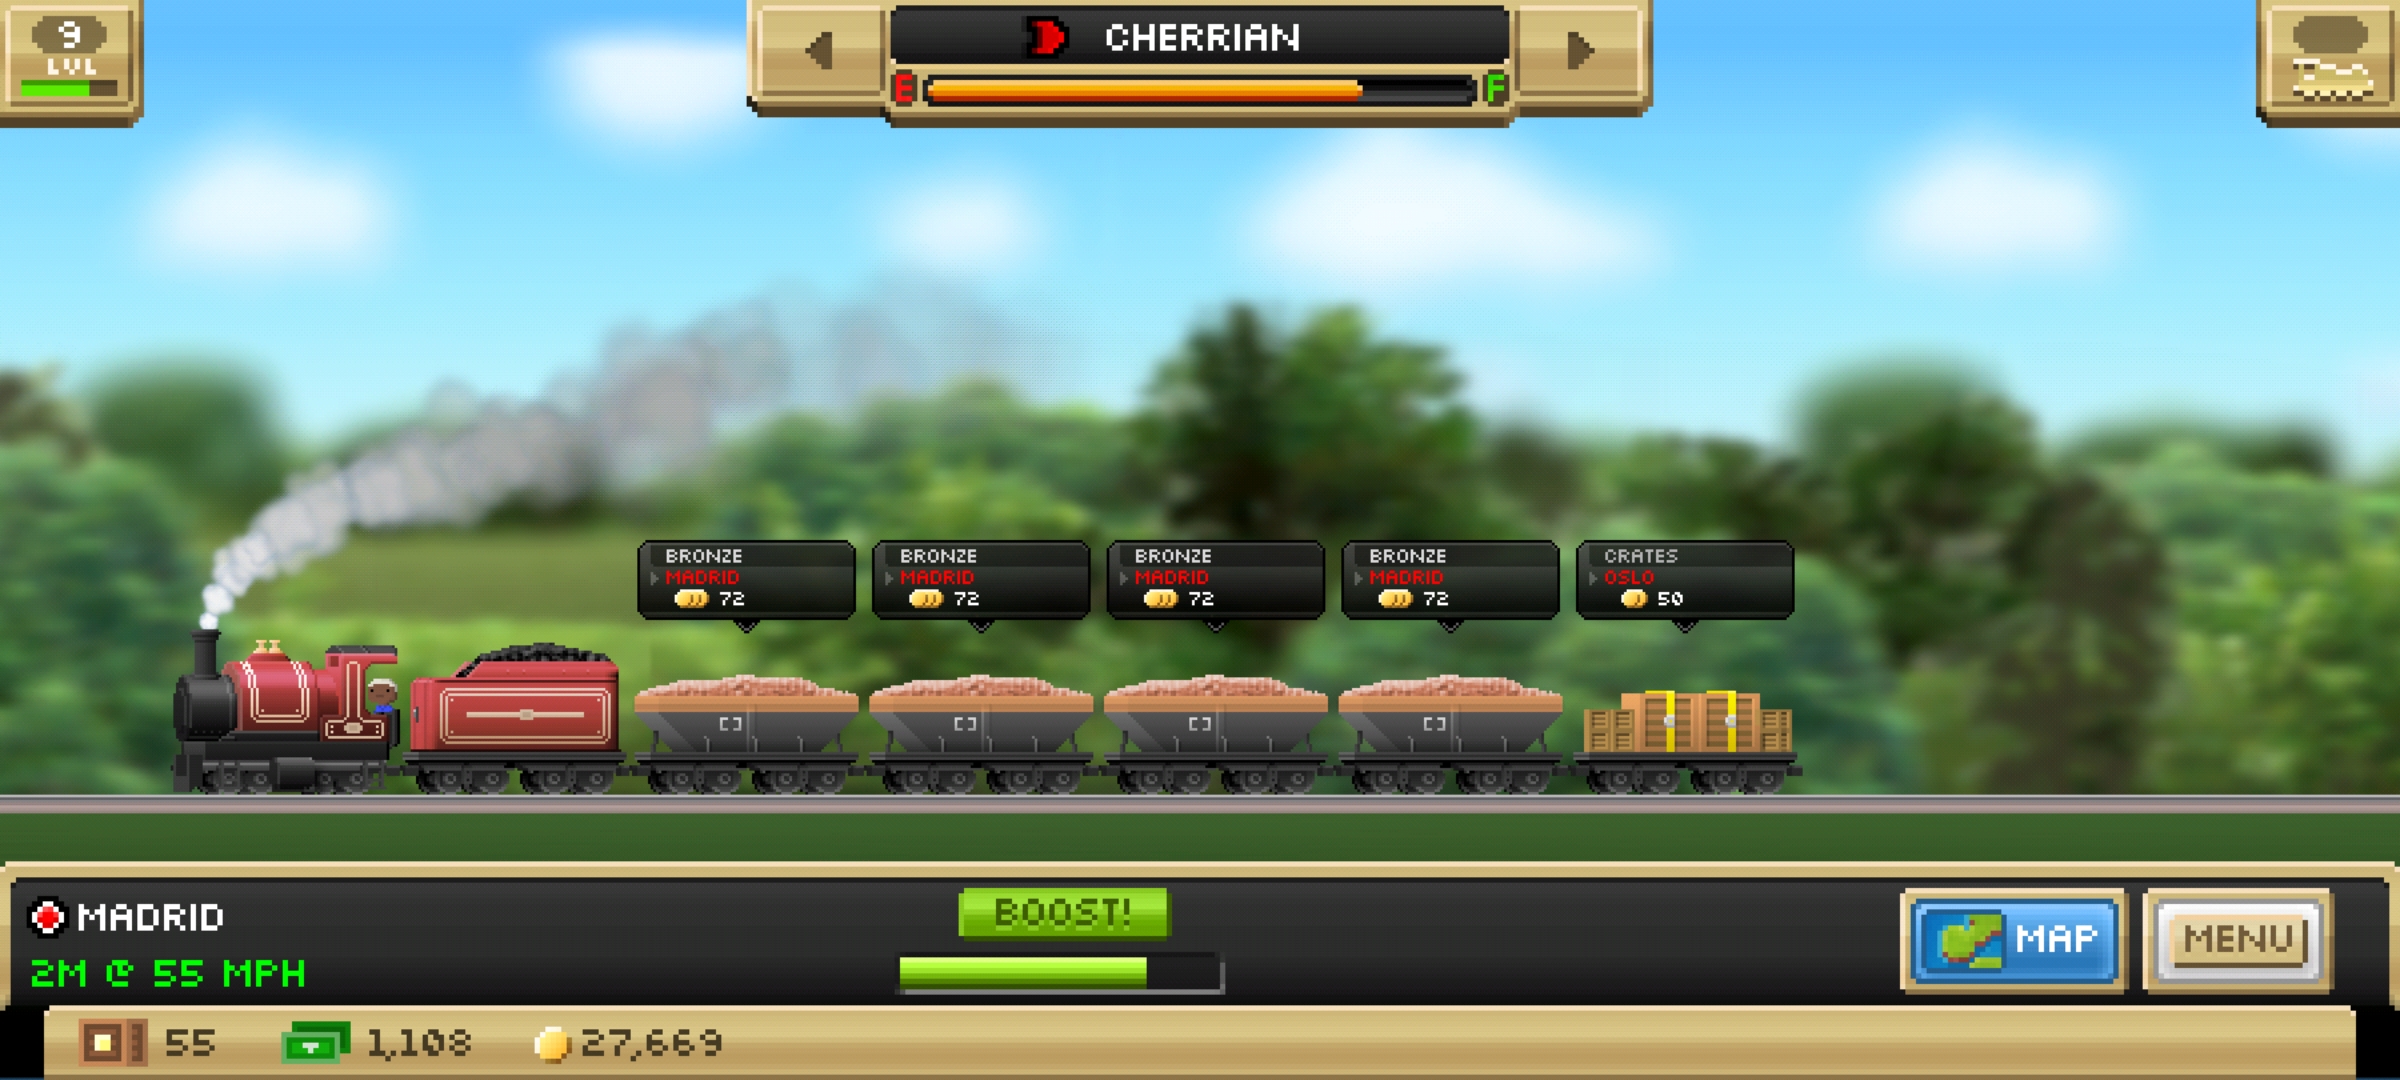 9
LVL
CHERRIAN
E F
BRONZE
MADRID
72
BRONZE
MADRID
72
BRONZE
MADRID
72
BRONZE
MADRID
72
CRATES
OSLO
50
MADRID
2M @ 55 MPH
BOOST!
MAP
MENU
55 1,108 27,669